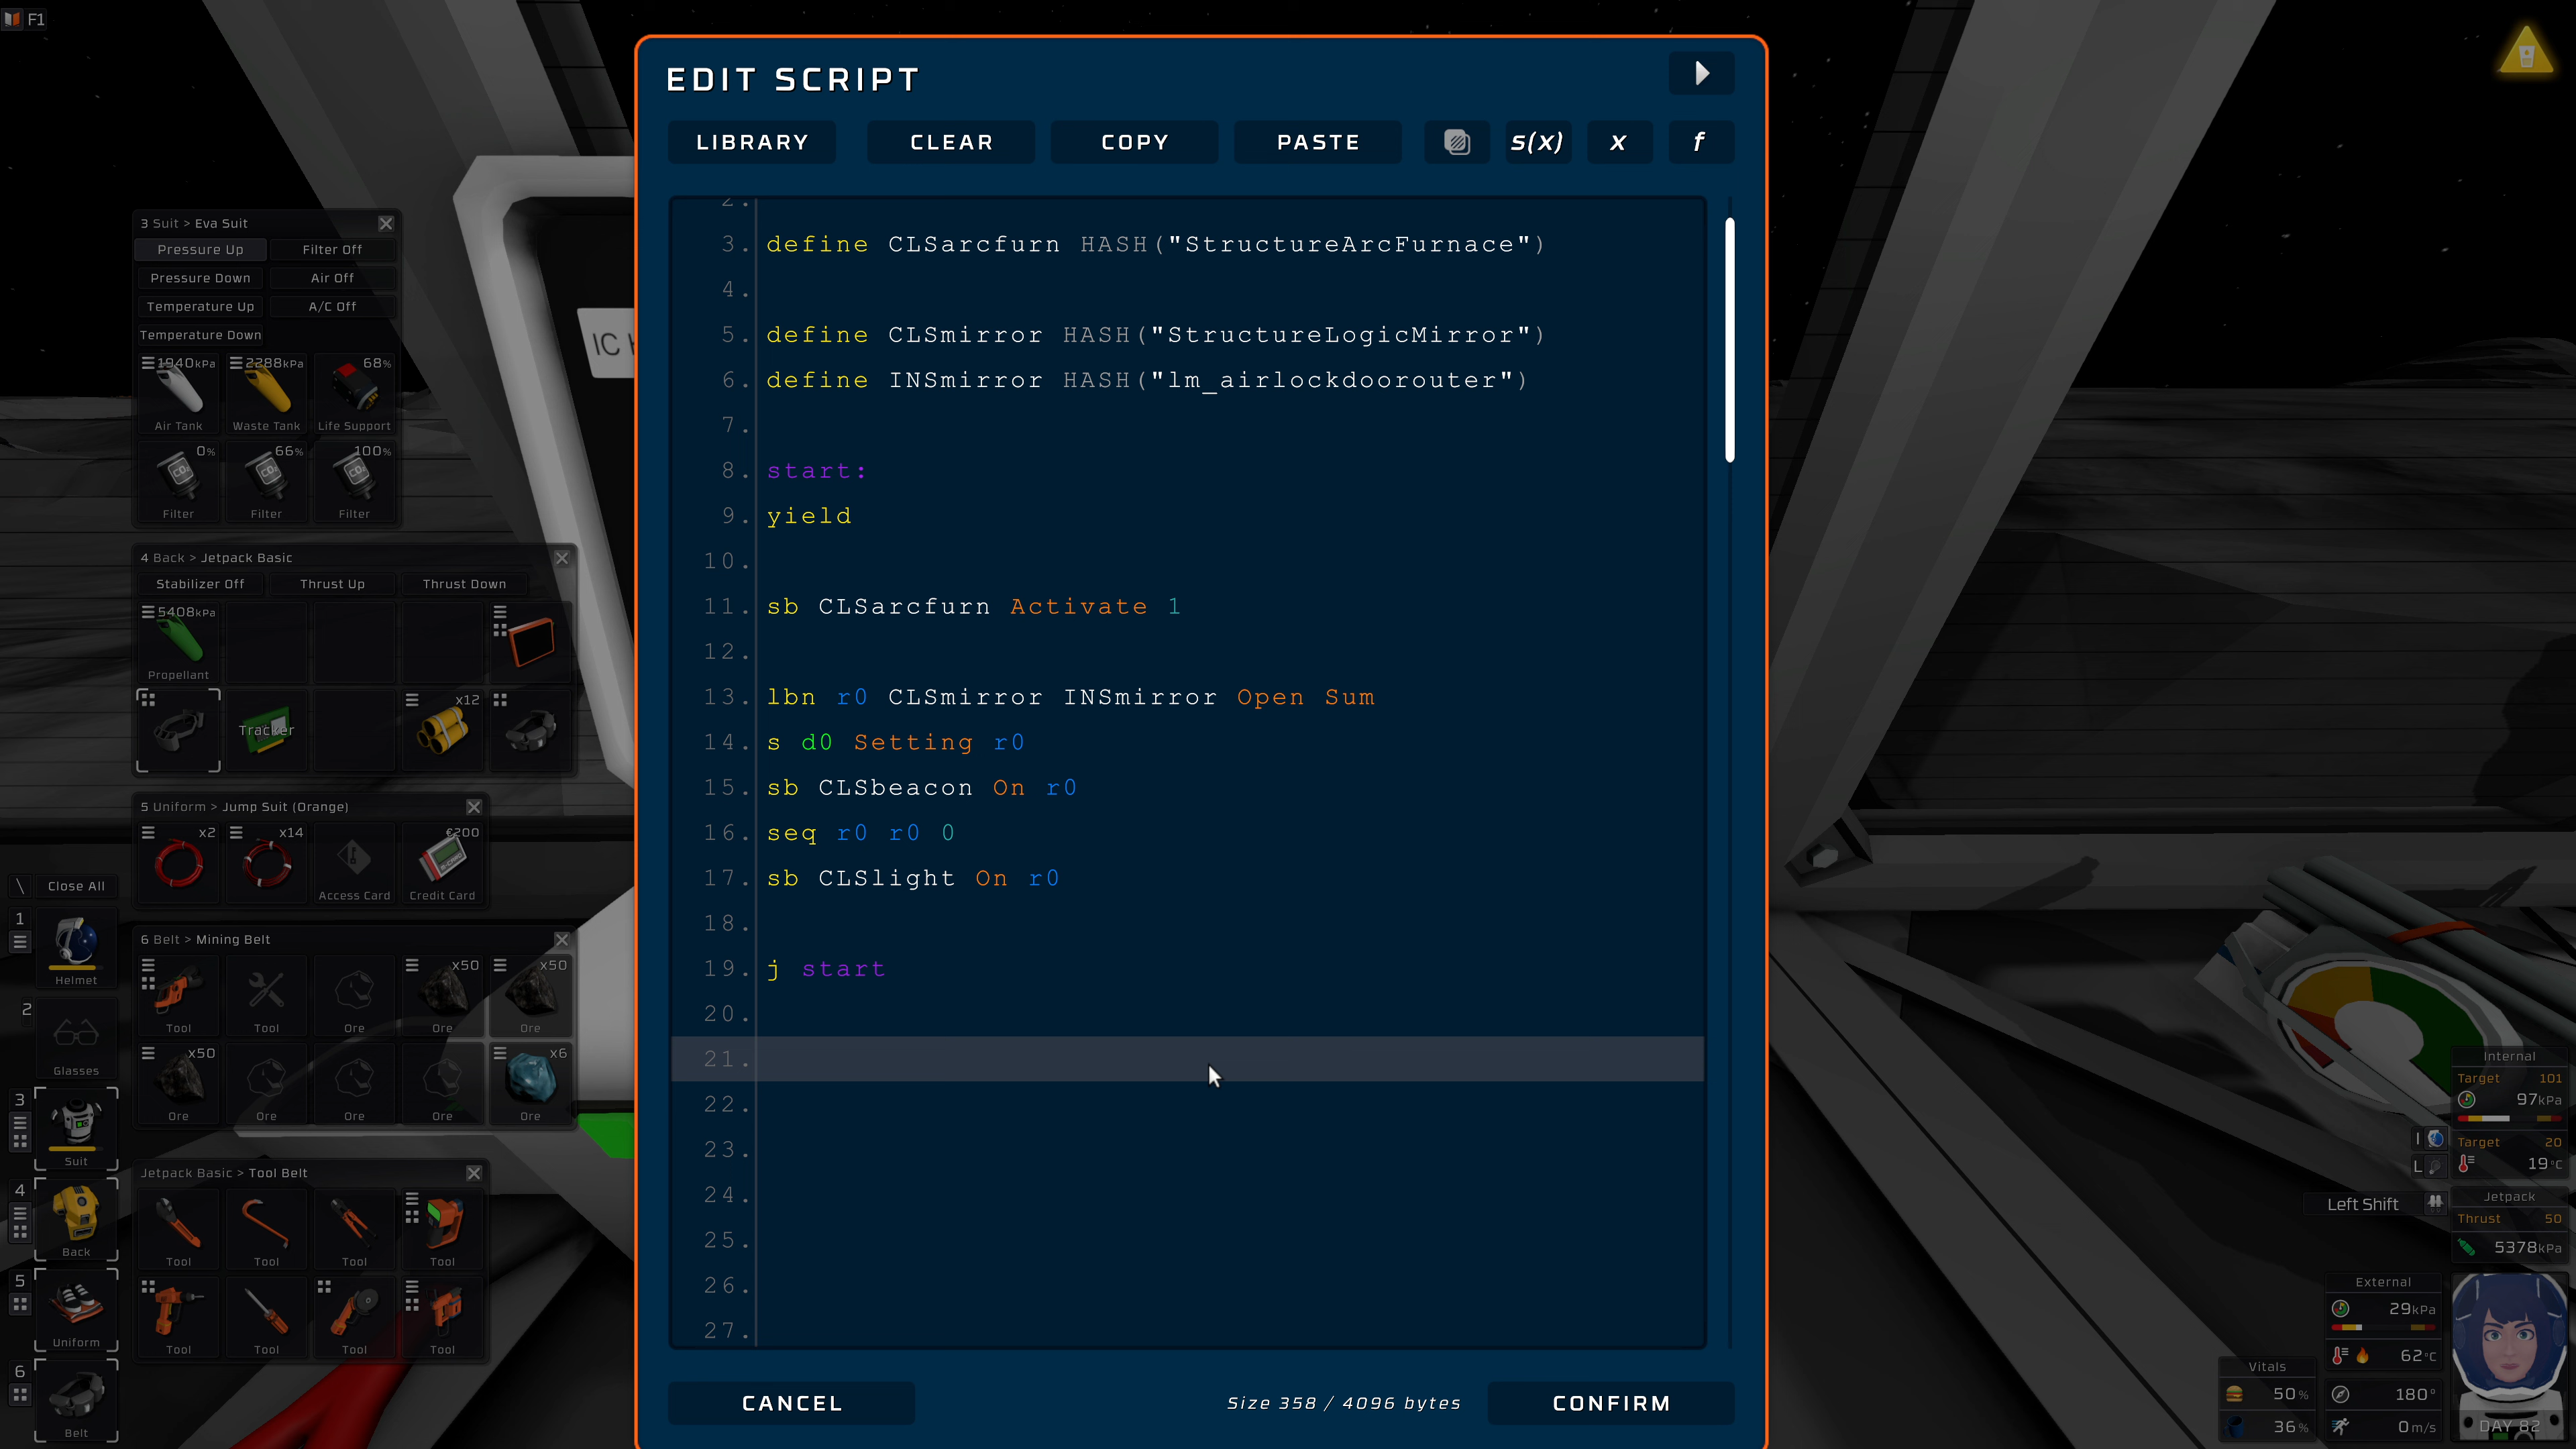 F1
EDIT SCRIPT
LIBRARY CLEAR COPY PASTE s(x) x f
2.
3. define CLSarcfurn HASH("StructureArcFurnace")
4.
5. define CLSmirror HASH("StructureLogicMirror")
6. define INSmirror HASH("lm_airlockdoorouter")
7.
8. start:
9. yield
10.
11. sb CLSarcfurn Activate 1
12.
13. lbn r0 CLSmirror INSmirror Open Sum
14. s d0 Setting r0
15. sb CLSbeacon On r0
16. seq r0 r0 0
17. sb CLSlight On r0
18.
19. j start
20.
21.
22.
23.
24.
25.
26.
27.
CANCEL Size 358 / 4096 bytes CONFIRM
IC
3 Suit > Eva Suit
Pressure Up Filter Off
Pressure Down Air Off
Temperature Up A/C Off
Temperature Down
1940kPa 2288kPa 68%
Air Tank Waste Tank Life Support
0% 66% 100%
CO₂ CO₂ CO₂
Filter Filter Filter
4 Back > Jetpack Basic
Stabilizer Off Thrust Up Thrust Down
5408kPa
Propellant
x12
Tracker
5 Uniform > Jump Suit (Orange)
x2 x14 €200
Access Card Credit Card
6 Belt > Mining Belt
x50 x50
Tool Tool Ore Ore Ore
x50 x6
Ore Ore Ore Ore Ore
Jetpack Basic > Tool Belt
Tool Tool Tool Tool
Tool Tool Tool Tool
\ Close All
1
Helmet
2
Glasses
3
Suit
4
Back
5
Uniform
6
Belt
Internal
Target 101
97kPa
I
Target 20
L 19°C
Left Shift
Jetpack
Thrust 50
5378kPa
External
29kPa
62°C
Vitals
50% 180°
36% 0m/s
DAY 82